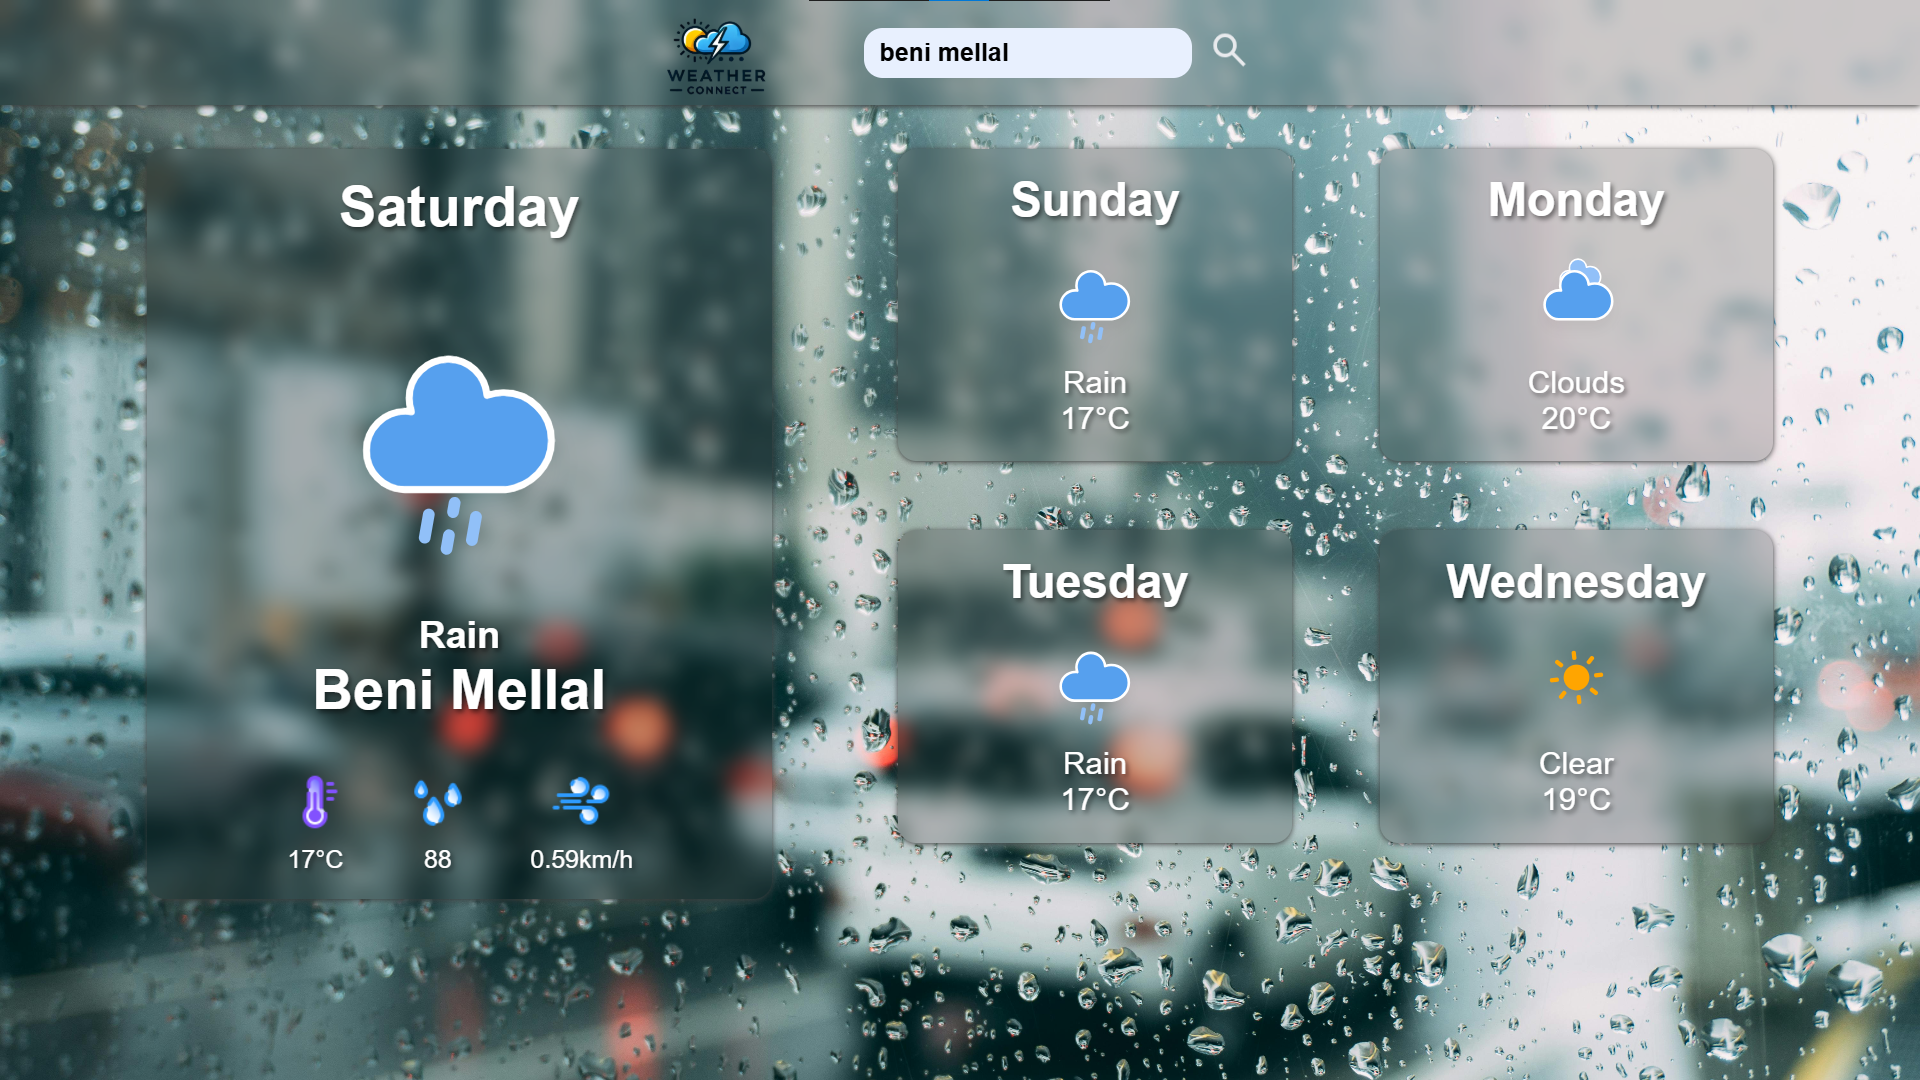 WEATHER
CONNECT
beni mellal
Saturday
Rain
Beni Mellal
17°C
88
0.59km/h
Sunday
Rain
17°C
Monday
Clouds
20°C
Tuesday
Rain
17°C
Wednesday
Clear
19°C